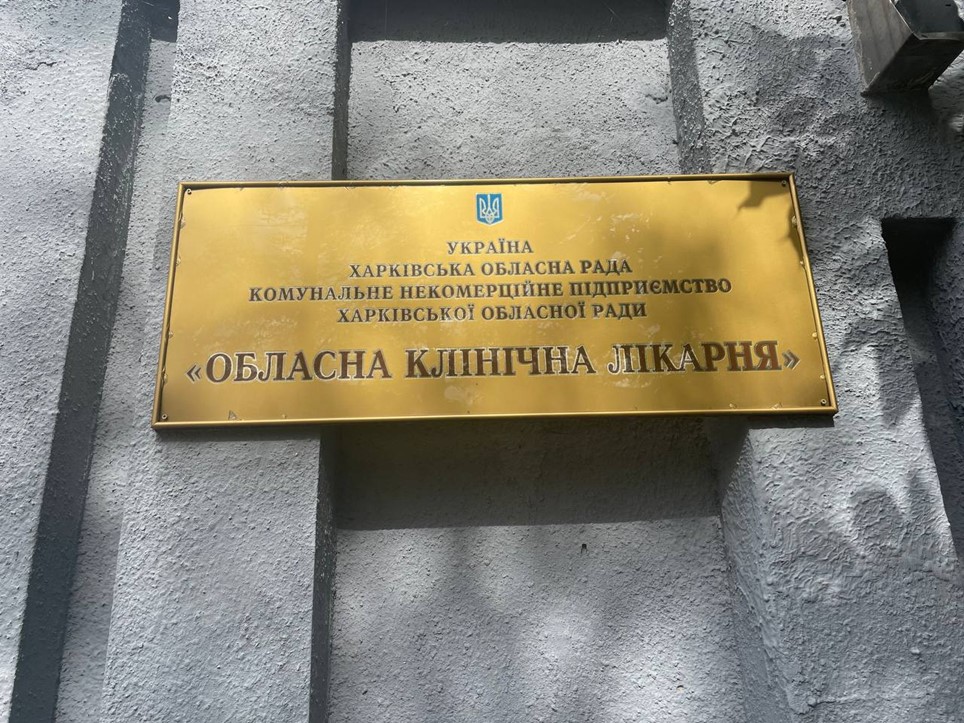 УКРАЇНА
ХАРКІВСЬКА ОБЛАСНА РАДА
КОМУНАЛЬНЕ НЕКОМЕРЦІЙНЕ ПІДПРИЄМСТВО
ХАРКІВСЬКОЇ ОБЛАСНОЇ РАДИ
«ОБЛАСНА КЛІНІЧНА ЛІКАРНЯ»